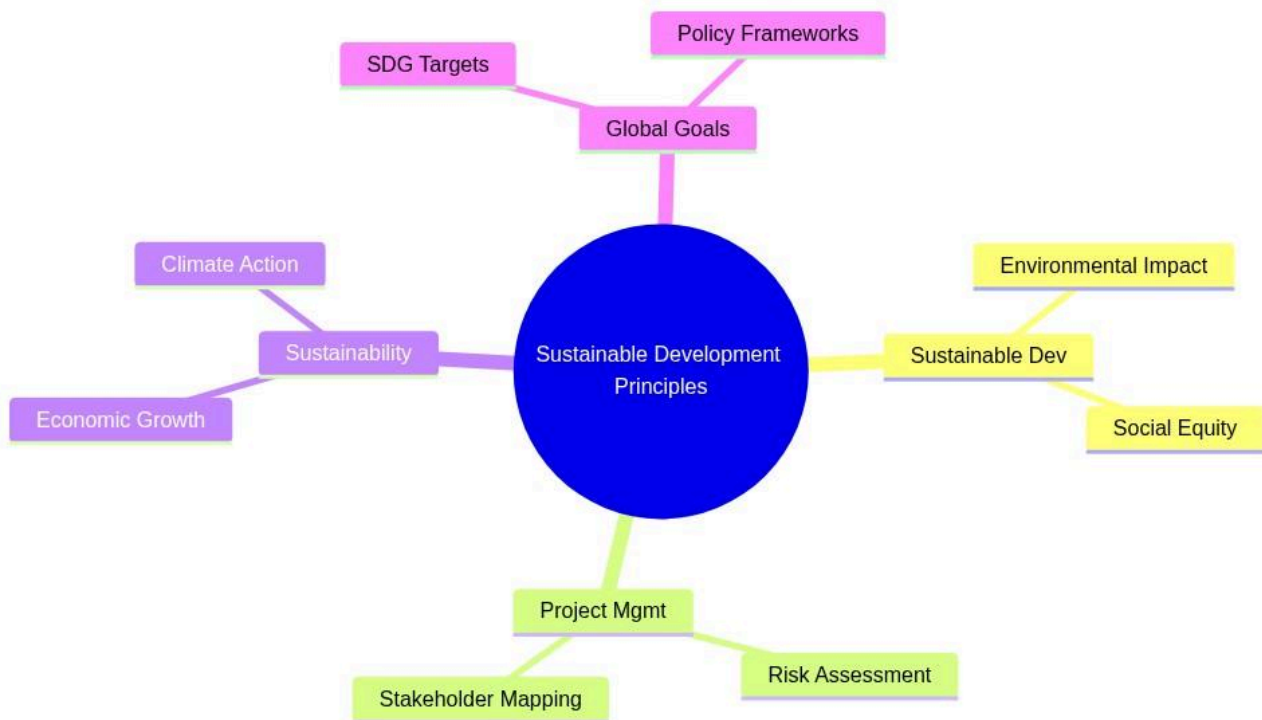 Policy Frameworks
SDG Targets
Global Goals
Climate Action
Environmental Impact
Sustainability
Sustainable Development
Principles
Sustainable Dev
Economic Growth
Social Equity
Project Mgmt
Risk Assessment
Stakeholder Mapping